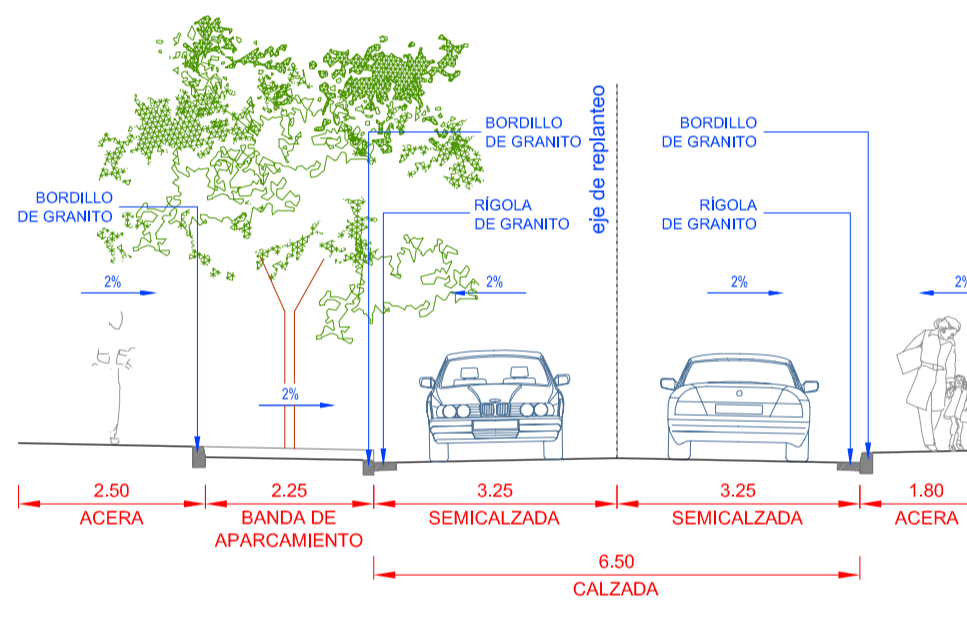 eje de replanteo
BORDILLO
DE GRANITO
BORDILLO
DE GRANITO
BORDILLO
DE GRANITO
RÍGOLA
DE GRANITO
RÍGOLA
DE GRANITO
2%
2%
2%
2%
2%
2.50
2.25
3.25
3.25
1.80
ACERA
BANDA DE
APARCAMIENTO
SEMICALZADA
SEMICALZADA
ACERA
6.50
CALZADA